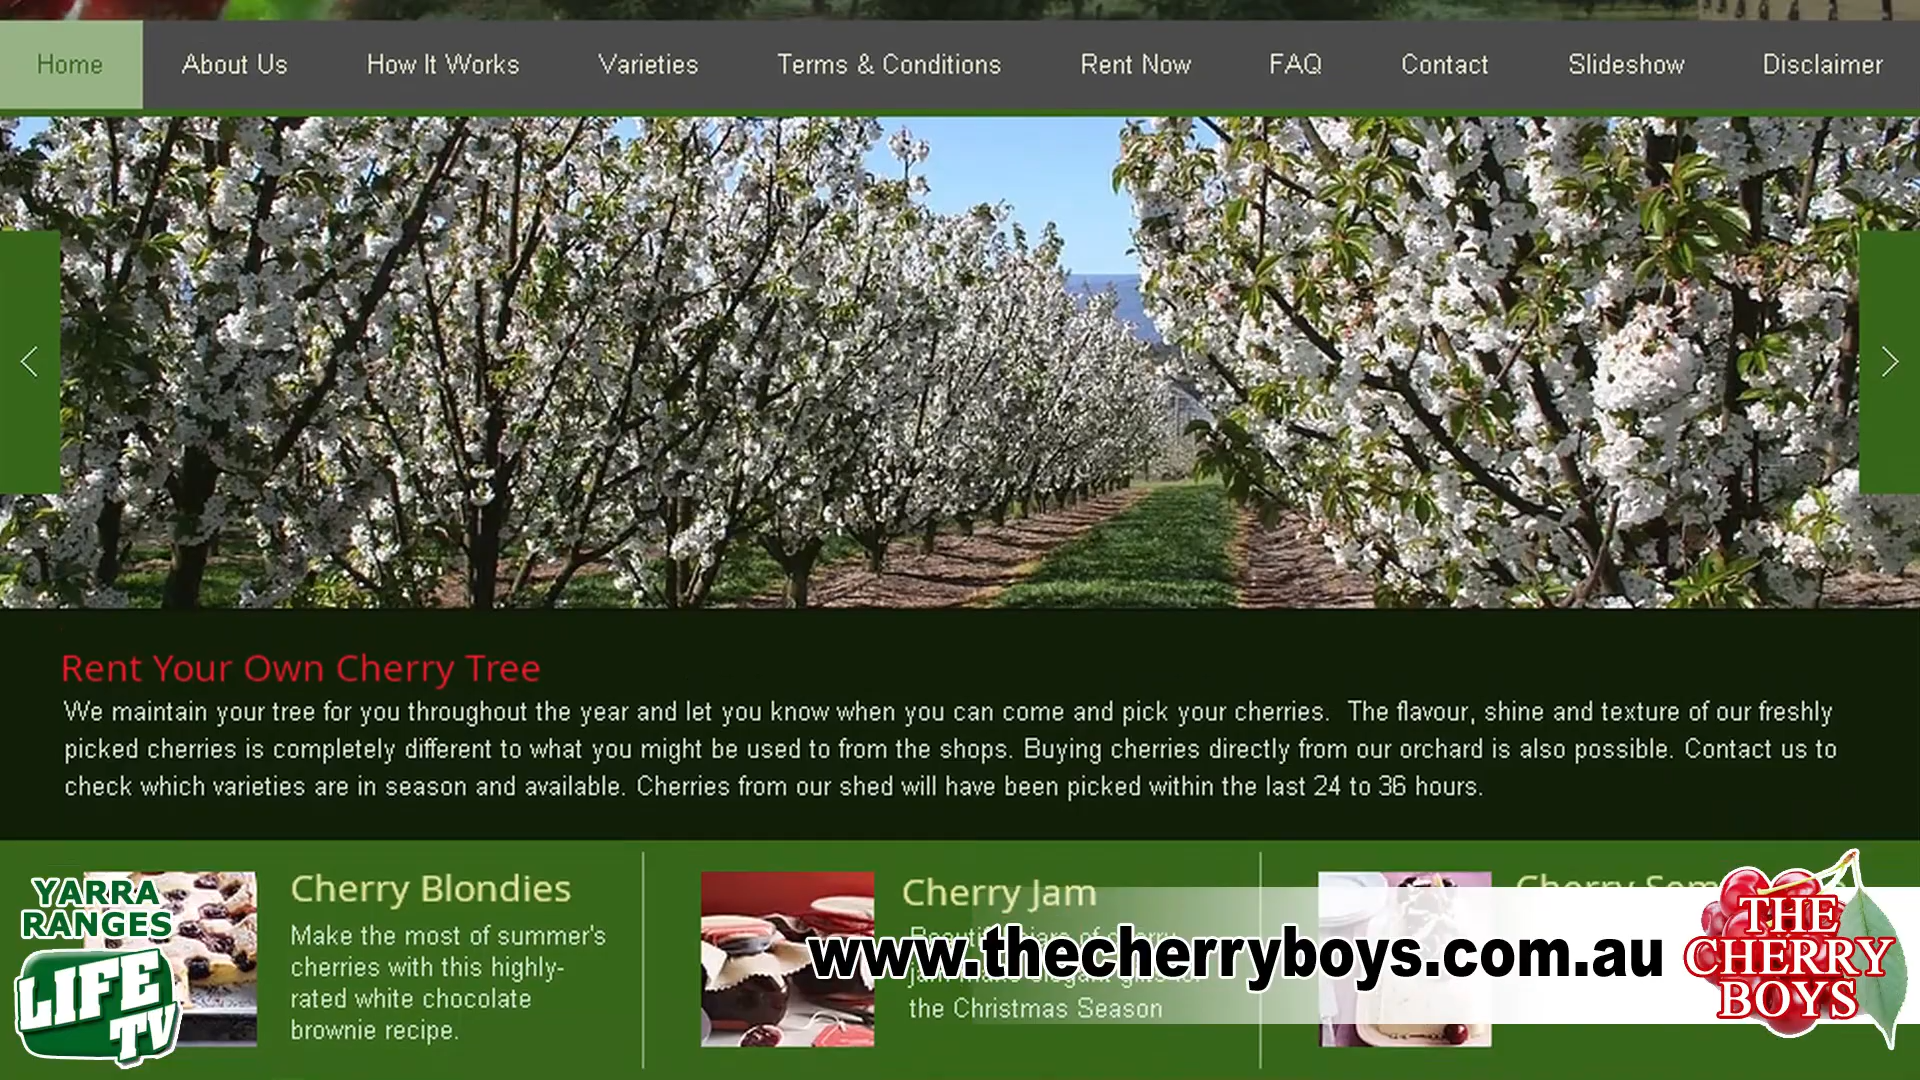 Home About Us How It Works Varieties Terms & Conditions Rent Now FAQ Contact Slideshow Disclaimer
Rent Your Own Cherry Tree
We maintain your tree for you throughout the year and let you know when you can come and pick your cherries. The flavour, shine and texture of our freshly
picked cherries is completely different to what you might be used to from the shops. Buying cherries directly from our orchard is also possible. Contact us to
check which varieties are in season and available. Cherries from our shed will have been picked within the last 24 to 36 hours.
YARRA
RANGES
LIFE
TV
Cherry Blondies
Make the most of summer's
cherries with this highly-
rated white chocolate
brownie recipe.
Cherry Jam
the Christmas Season
Cherry
www.thecherryboys.com.au
THE
CHERRY
BOYS